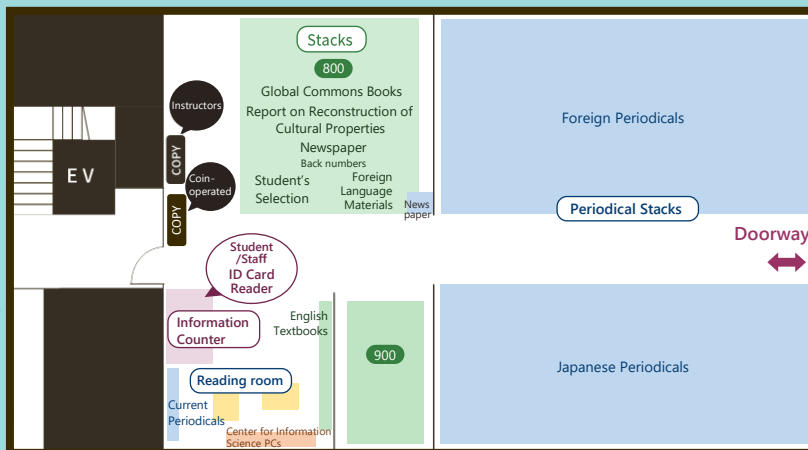 Stacks
800
Global Commons Books
Report on Reconstruction of
Cultural Properties
Newspaper
Back numbers
Student's
Selection
Foreign
Language
Materials
News
paper
Instructors
COPY
Coin-
operated
COPY
EV
Foreign Periodicals
Periodical Stacks
Doorway
Student
/Staff
ID Card
Reader
Information
Counter
English
Textbooks
900
Japanese Periodicals
Reading room
Current
Periodicals
Center for Information
Science PCs